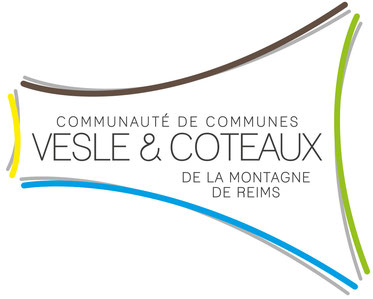 COMMUNAUTÉ DE COMMUNES
VESLE & COTEAUX
DE LA MONTAGNE
DE REIMS